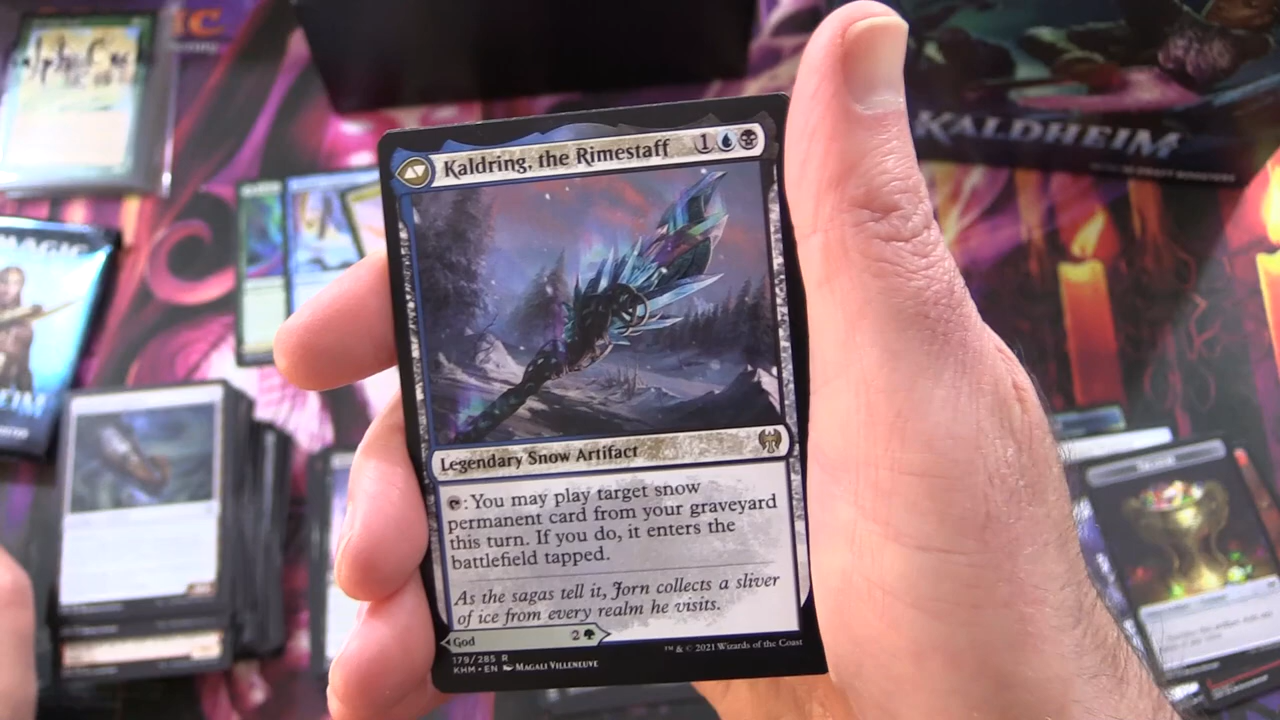 KALDHEIM
MAGIC
Kaldring, the Rimestaff 1
Legendary Snow Artifact
: You may play target snow
permanent card from your graveyard
this turn. If you do, it enters the
battlefield tapped.
As the sagas tell it, Jorn collects a sliver
of ice from every realm he visits.
God 2
179/285 R
KHM • EN MAGALI VILLENEUVE
™ & © 2021 Wizards of the Coast